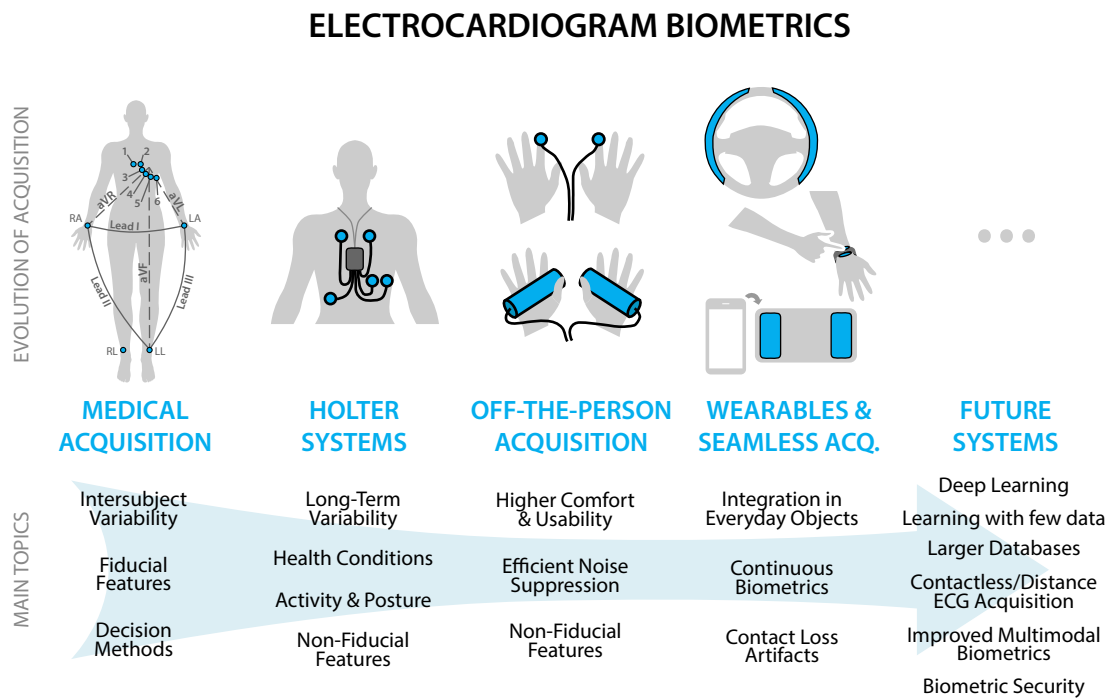 ELECTROCARDIOGRAM BIOMETRICS
EVOLUTION OF ACQUISITION
1
2
3
4
5
6
aVR
aVL
RA
LA
Lead I
aVF
Lead II
Lead III
RL
LL
MEDICAL
ACQUISITION
HOLTER
SYSTEMS
OFF-THE-PERSON
ACQUISITION
WEARABLES &
SEAMLESS ACQ.
FUTURE
SYSTEMS
MAIN TOPICS
Intersubject
Variability
Fiducial
Features
Decision
Methods
Long-Term
Variability
Health Conditions
Activity & Posture
Non-Fiducial
Features
Higher Comfort
& Usability
Efficient Noise
Suppression
Non-Fiducial
Features
Integration in
Everyday Objects
Continuous
Biometrics
Contact Loss
Artifacts
Deep Learning
Learning with few data
Larger Databases
Contactless/Distance
ECG Acquisition
Improved Multimodal
Biometrics
Biometric Security